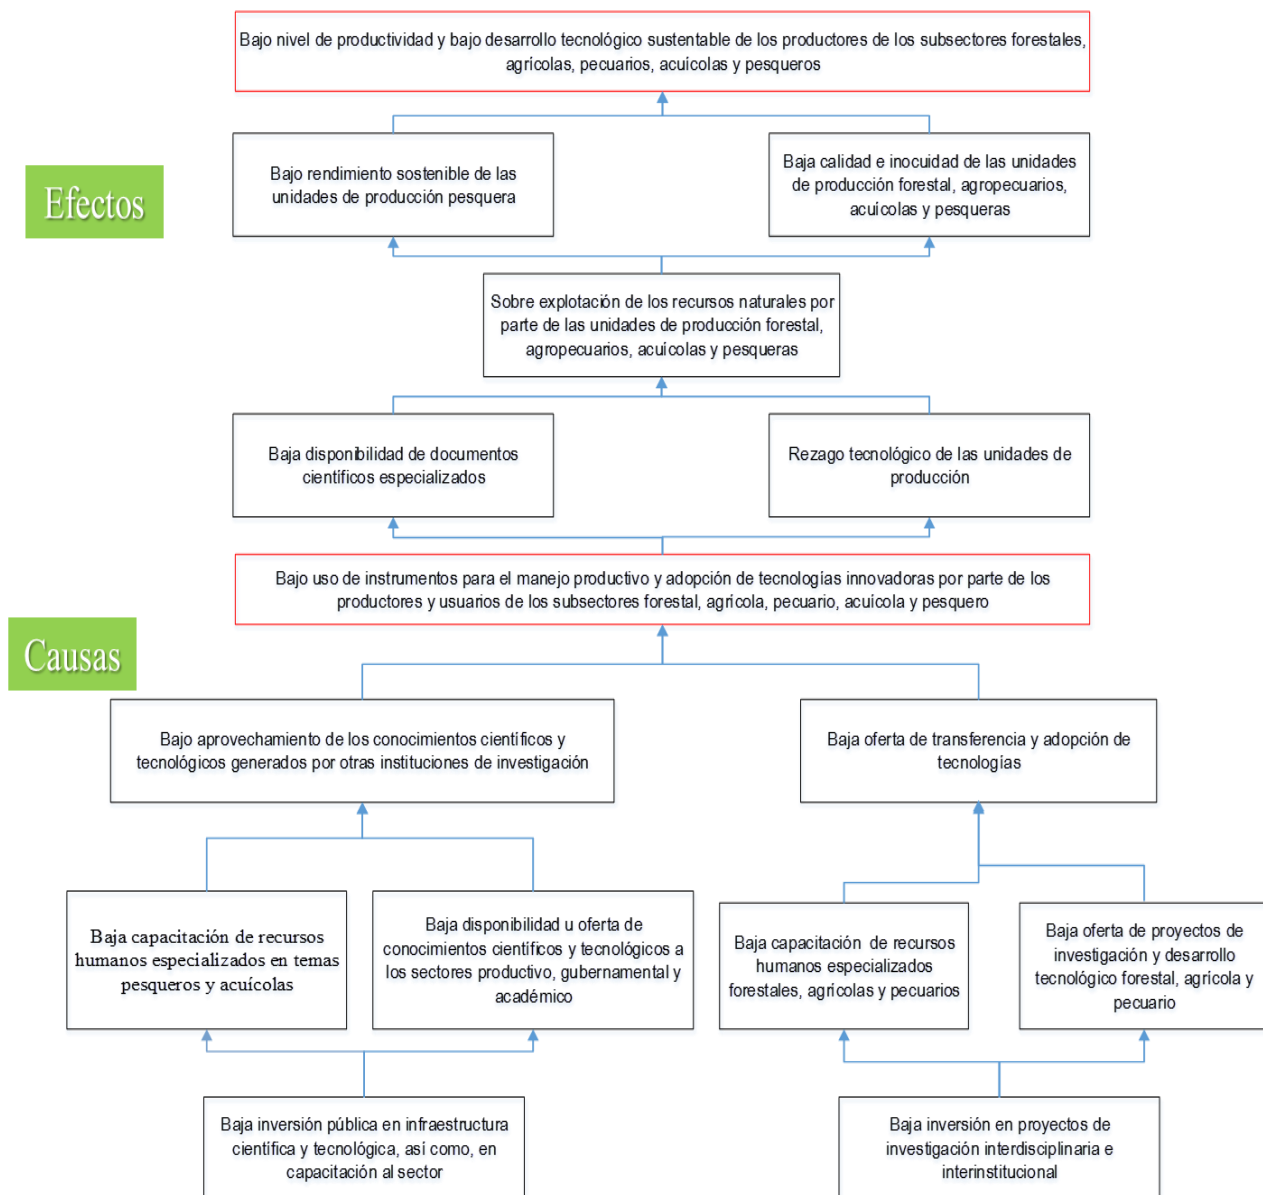 Bajo nivel de productividad y bajo desarrollo tecnológico sustentable de los productores de los subsectores forestales,
agrícolas, pecuarios, acuícolas y pesqueros
Efectos
Bajo rendimiento sostenible de las
unidades de producción pesquera
Baja calidad e inocuidad de las unidades
de producción forestal, agropecuarios,
acuícolas y pesqueras
Sobre explotación de los recursos naturales por
parte de las unidades de producción forestal,
agropecuarios, acuícolas y pesqueras
Baja disponibilidad de documentos
científicos especializados
Rezago tecnológico de las unidades de
producción
Bajo uso de instrumentos para el manejo productivo y adopción de tecnologías innovadoras por parte de los
productores y usuarios de los subsectores forestal, agrícola, pecuario, acuícola y pesquero
Causas
Bajo aprovechamiento de los conocimientos científicos y
tecnológicos generados por otras instituciones de investigación
Baja oferta de transferencia y adopción de
tecnologías
Baja capacitación de recursos
humanos especializados en temas
pesqueros y acuícolas
Baja disponibilidad u oferta de
conocimientos científicos y tecnológicos a
los sectores productivo, gubernamental y
académico
Baja capacitación de recursos
humanos especializados
forestales, agrícolas y pecuarios
Baja oferta de proyectos de
investigación y desarrollo
tecnológico forestal, agrícola y
pecuario
Baja inversión pública en infraestructura
científica y tecnológica, así como, en
capacitación al sector
Baja inversión en proyectos de
investigación interdisciplinaria e
interinstitucional